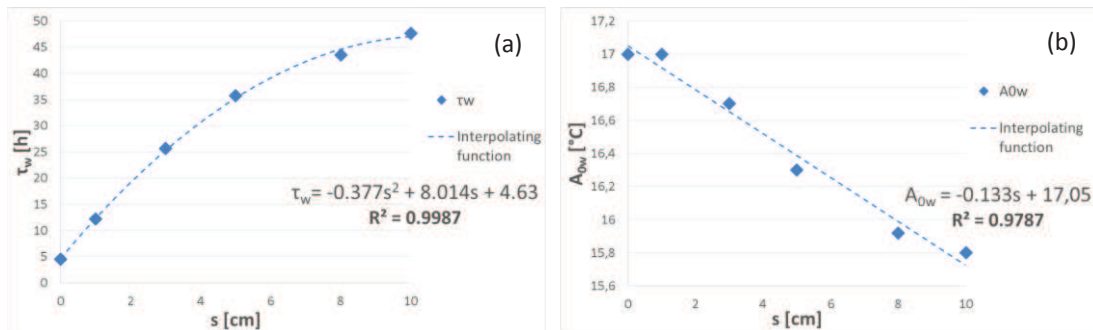 50
45
40
35
30
25
20
15
10
5
0
0 2 4 6 8 10
τw [h]
s [cm]
(a)
τw
Interpolating
function
τw= -0.377s² + 8.014s + 4.63
R² = 0.9987
17,2
17
16,8
16,6
16,4
16,2
16
15,8
15,6
0 2 4 6 8 10
A0w [°C]
s [cm]
(b)
A0w
Interpolating
function
A0w = -0.133s + 17,05
R² = 0.9787